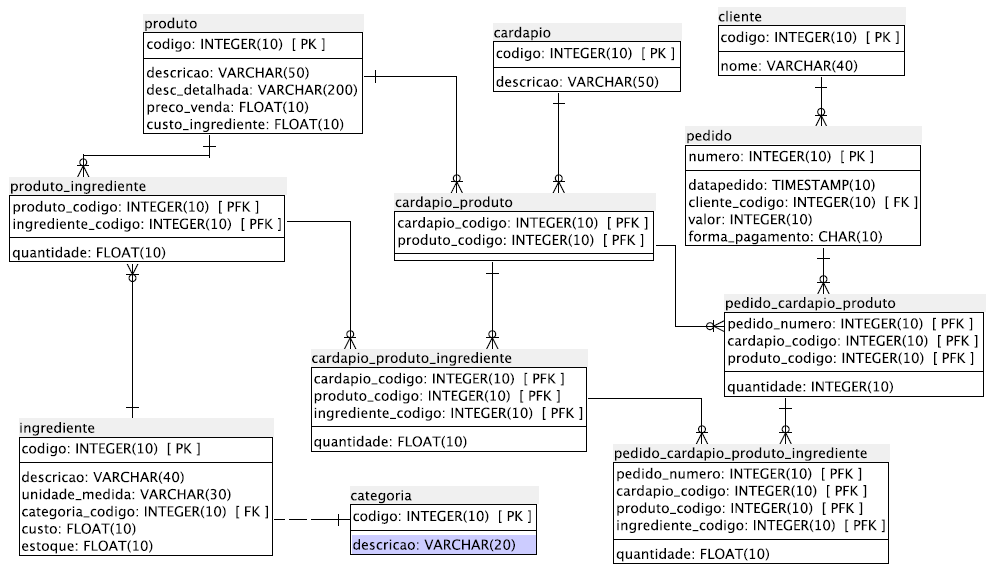 produto
codigo: INTEGER(10)  [ PK ]
descricao: VARCHAR(50)
desc_detalhada: VARCHAR(200)
preco_venda: FLOAT(10)
custo_ingrediente: FLOAT(10)
cardapio
codigo: INTEGER(10)  [ PK ]
descricao: VARCHAR(50)
cliente
codigo: INTEGER(10)  [ PK ]
nome: VARCHAR(40)
pedido
numero: INTEGER(10)  [ PK ]
datapedido: TIMESTAMP(10)
cliente_codigo: INTEGER(10)  [ FK ]
valor: INTEGER(10)
forma_pagamento: CHAR(10)
produto_ingrediente
produto_codigo: INTEGER(10)  [ PFK ]
ingrediente_codigo: INTEGER(10)  [ PFK ]
quantidade: FLOAT(10)
cardapio_produto
cardapio_codigo: INTEGER(10)  [ PFK ]
produto_codigo: INTEGER(10)  [ PFK ]
pedido_cardapio_produto
pedido_numero: INTEGER(10)  [ PFK ]
cardapio_codigo: INTEGER(10)  [ PFK ]
produto_codigo: INTEGER(10)  [ PFK ]
quantidade: INTEGER(10)
cardapio_produto_ingrediente
cardapio_codigo: INTEGER(10)  [ PFK ]
produto_codigo: INTEGER(10)  [ PFK ]
ingrediente_codigo: INTEGER(10)  [ PFK ]
quantidade: FLOAT(10)
ingrediente
codigo: INTEGER(10)  [ PK ]
descricao: VARCHAR(40)
unidade_medida: VARCHAR(30)
categoria_codigo: INTEGER(10)  [ FK ]
custo: FLOAT(10)
estoque: FLOAT(10)
categoria
codigo: INTEGER(10)  [ PK ]
descricao: VARCHAR(20)
pedido_cardapio_produto_ingrediente
pedido_numero: INTEGER(10)  [ PFK ]
cardapio_codigo: INTEGER(10)  [ PFK ]
produto_codigo: INTEGER(10)  [ PFK ]
ingrediente_codigo: INTEGER(10)  [ PFK ]
quantidade: FLOAT(10)